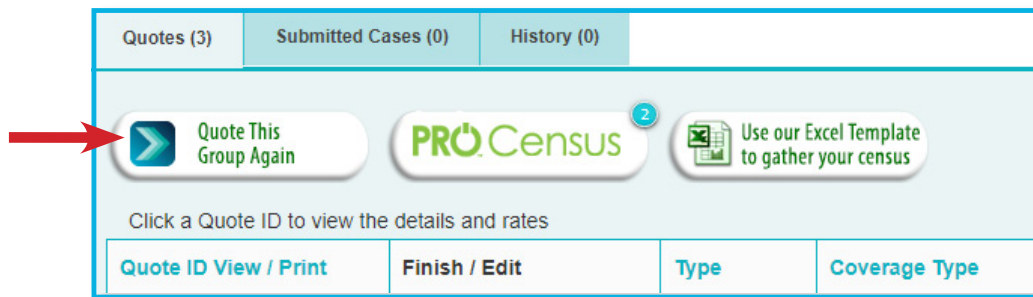 Quotes (3) Submitted Cases (0) History (0)
Quote This
Group Again
PRO Census
2
Use our Excel Template
to gather your census
Click a Quote ID to view the details and rates
Quote ID View / Print Finish / Edit Type Coverage Type